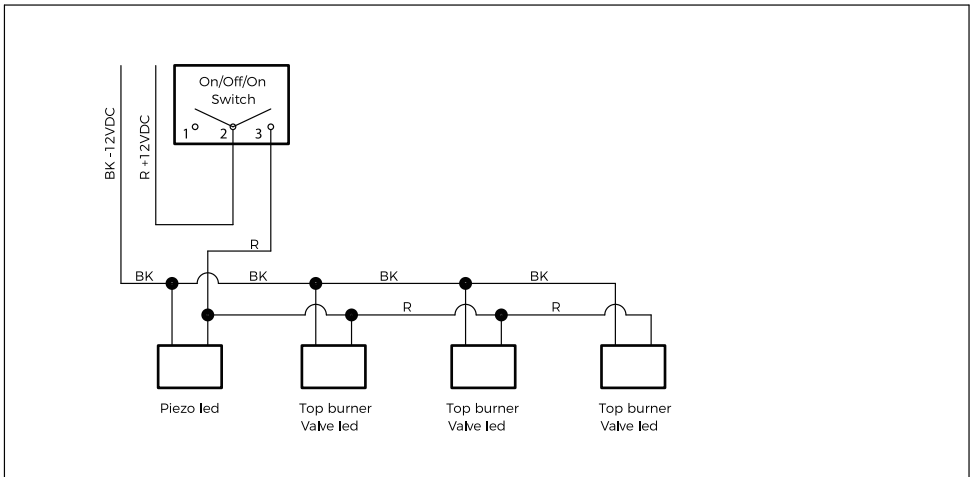 On/Off/On
Switch
1
2
3
BK -12VDC
R +12VDC
R
BK
BK
BK
BK
R
R
Piezo led
Top burner
Valve led
Top burner
Valve led
Top burner
Valve led